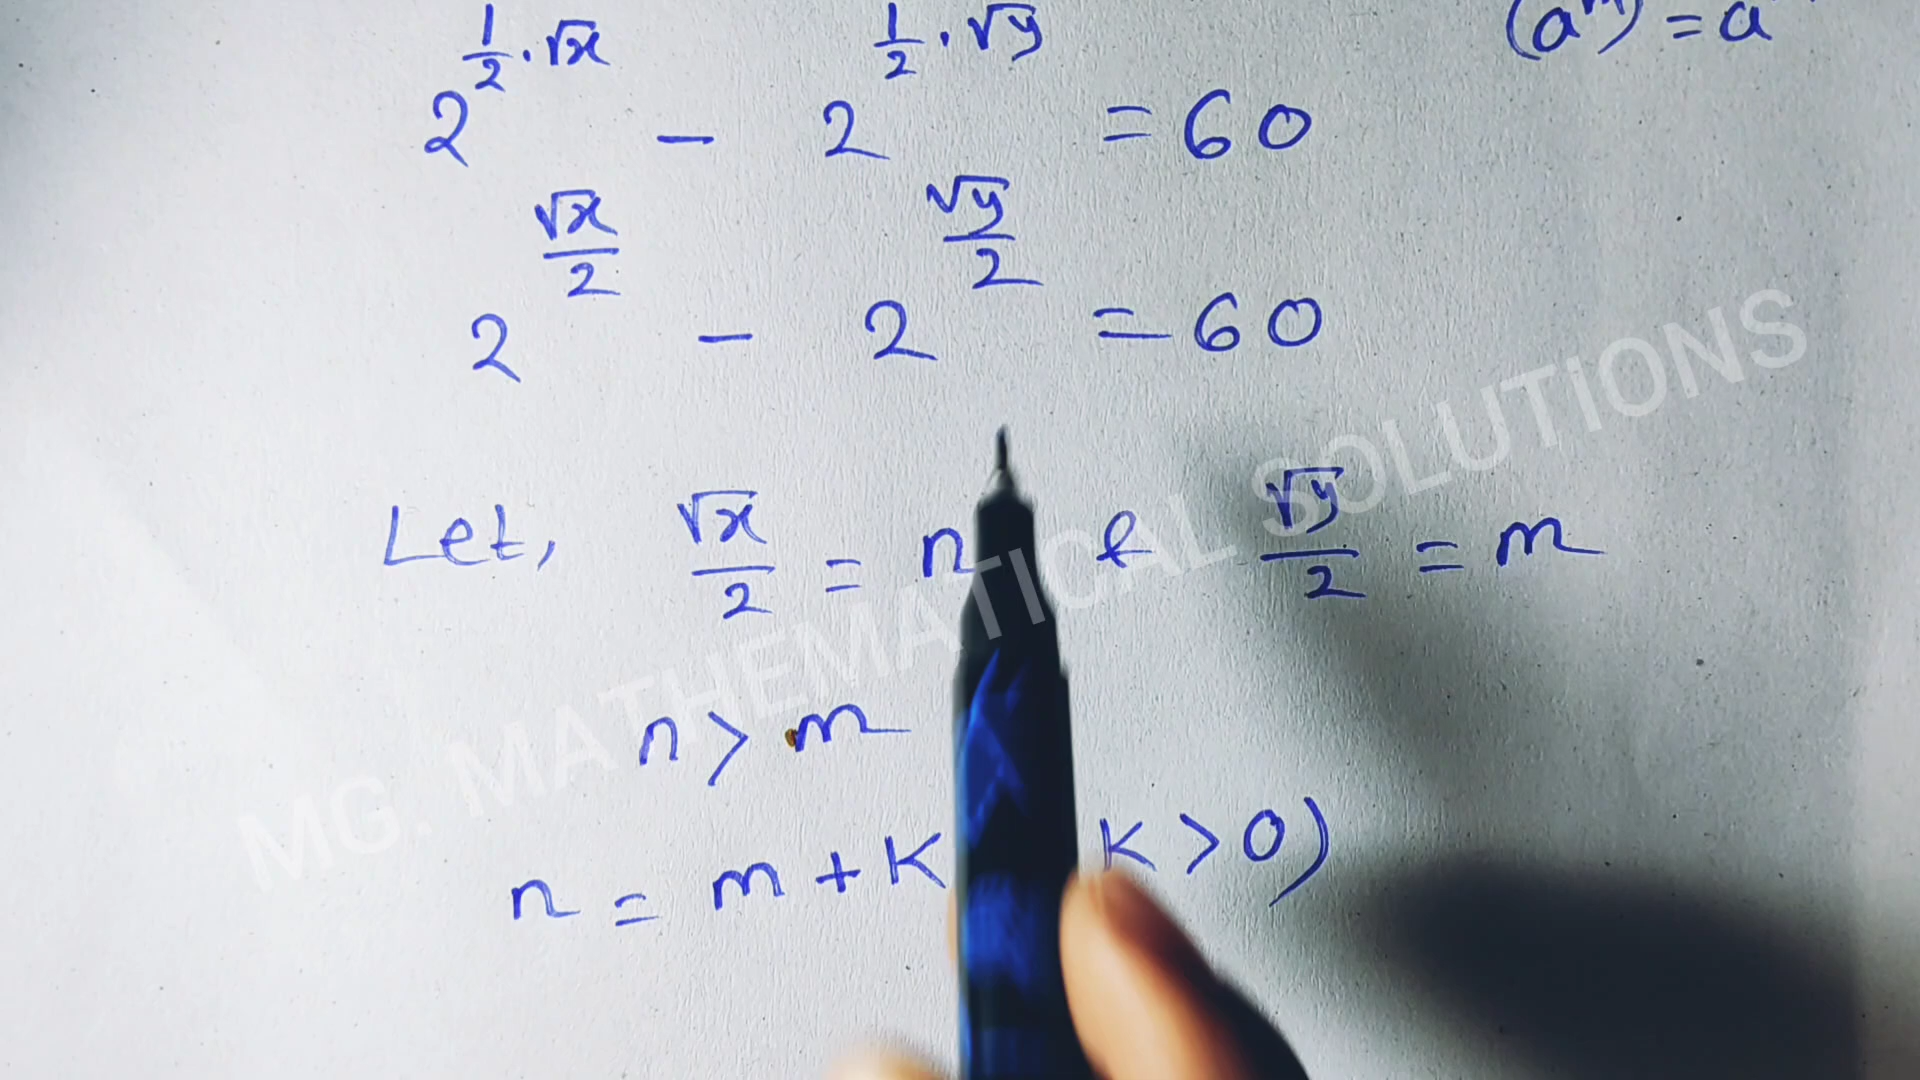 2^(1/2 · √x) - 2^(1/2 · √y) = 60
(a^m) = a
2^(√x/2) - 2^(√y/2) = 60
Let, √x/2 = n & √y/2 = m
n > m
n = m + K K > 0)
MG. MATHEMATICAL SOLUTIONS